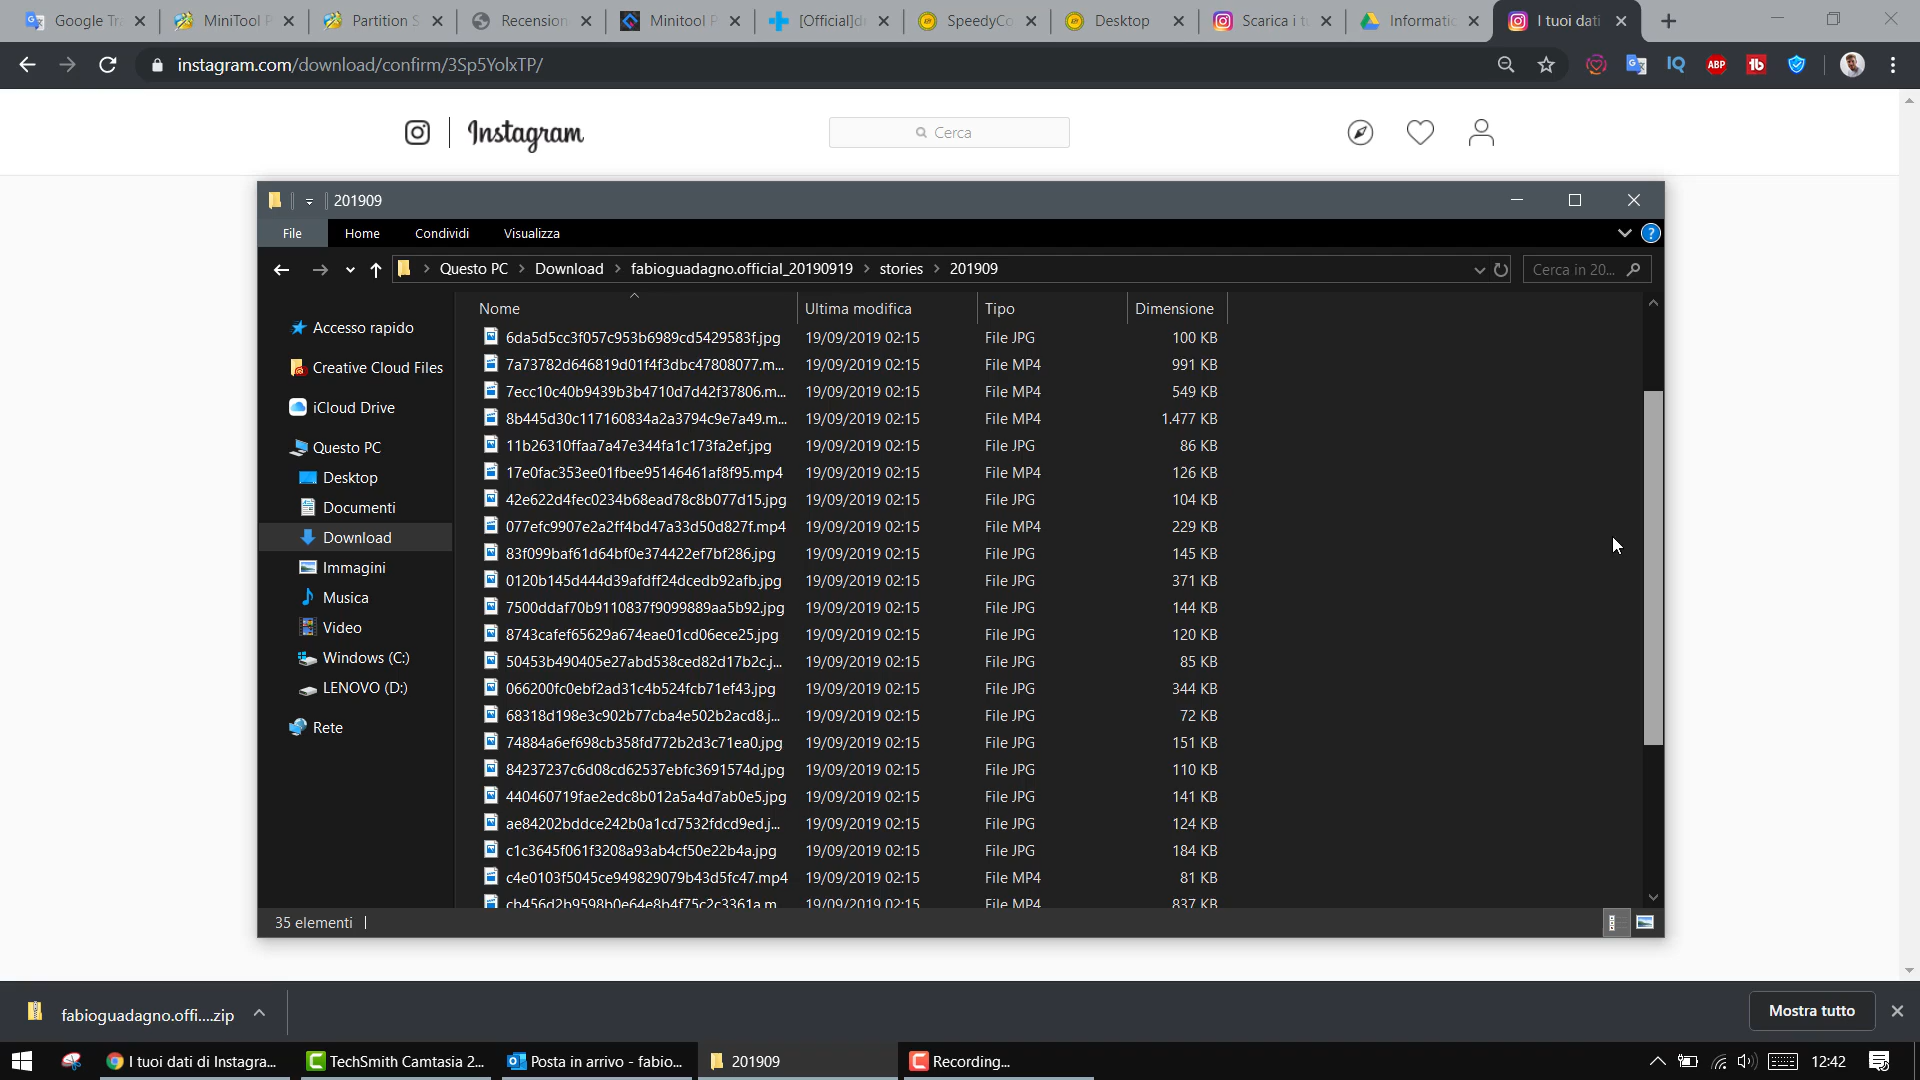 Google Tra
MiniTool P
Partition S
Recension
Minitool P
[Official]d
SpeedyCo
Desktop
Scarica i tu
Informatic
I tuoi dati
instagram.com/download/confirm/3Sp5YolxTP/
Instagram
Cerca
201909
File Home Condividi Visualizza
Questo PC > Download > fabioguadagno.official_20190919 > stories > 201909
Cerca in 20...
Accesso rapido
Creative Cloud Files
iCloud Drive
Questo PC
Desktop
Documenti
Download
Immagini
Musica
Video
Windows (C:)
LENOVO (D:)
Rete
Nome Ultima modifica Tipo Dimensione
6da5d5cc3f057c953b6989cd5429583f.jpg 19/09/2019 02:15 File JPG 100 KB
7a73782d646819d01f4f3dbc47808077.m... 19/09/2019 02:15 File MP4 991 KB
7ecc10c40b9439b3b4710d7d42f37806.m... 19/09/2019 02:15 File MP4 549 KB
8b445d30c117160834a2a3794c9e7a49.m... 19/09/2019 02:15 File MP4 1.477 KB
11b26310ffaa7a47e344fa1c173fa2ef.jpg 19/09/2019 02:15 File JPG 86 KB
17e0fac353ee01fbee95146461af8f95.mp4 19/09/2019 02:15 File MP4 126 KB
42e622d4fec0234b68ead78c8b077d15.jpg 19/09/2019 02:15 File JPG 104 KB
077efc9907e2a2ff4bd47a33d50d827f.mp4 19/09/2019 02:15 File MP4 229 KB
83f099baf61d64bf0e374422ef7bf286.jpg 19/09/2019 02:15 File JPG 145 KB
0120b145d444d39afdff24dcedb92afb.jpg 19/09/2019 02:15 File JPG 371 KB
7500ddaf70b9110837f9099889aa5b92.jpg 19/09/2019 02:15 File JPG 144 KB
8743cafef65629a674eae01cd06ece25.jpg 19/09/2019 02:15 File JPG 120 KB
50453b490405e27abd538ced82d17b2c.j... 19/09/2019 02:15 File JPG 85 KB
066200fc0ebf2ad31c4b524fcb71ef43.jpg 19/09/2019 02:15 File JPG 344 KB
68318d198e3c902b77cba4e502b2acd8.j... 19/09/2019 02:15 File JPG 72 KB
74884a6ef698cb358fd772b2d3c71ea0.jpg 19/09/2019 02:15 File JPG 151 KB
84237237c6d08cd62537ebfc3691574d.jpg 19/09/2019 02:15 File JPG 110 KB
440460719fae2edc8b012a5a4d7ab0e5.jpg 19/09/2019 02:15 File JPG 141 KB
ae84202bddce242b0a1cd7532fdcd9ed.j... 19/09/2019 02:15 File JPG 124 KB
c1c3645f061f3208a93ab4cf50e22b4a.jpg 19/09/2019 02:15 File JPG 184 KB
c4e0103f5045ce949829079b43d5fc47.mp4 19/09/2019 02:15 File MP4 81 KB
cb456d2b9598b0e64e8b4f75c2c3361a.m... 19/09/2019 02:15 File MP4 837 KB
35 elementi
fabioguadagno.offi....zip
Mostra tutto
I tuoi dati di Instagra...
TechSmith Camtasia 2...
Posta in arrivo - fabio...
201909
Recording...
12:42